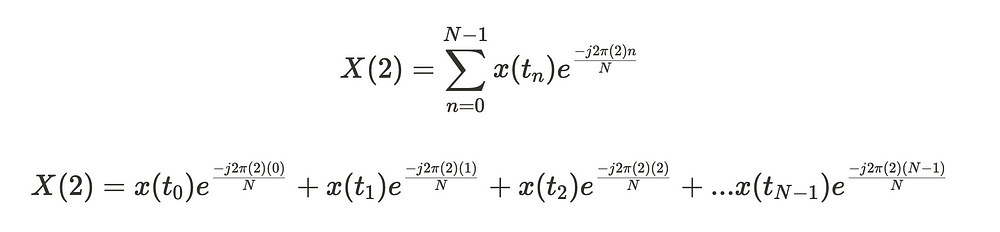 X(2) = \sum_{n=0}^{N-1} x(t_n)e^{\frac{-j2\pi(2)n}{N}}
X(2) = x(t_0)e^{\frac{-j2\pi(2)(0)}{N}} + x(t_1)e^{\frac{-j2\pi(2)(1)}{N}} + x(t_2)e^{\frac{-j2\pi(2)(2)}{N}} + ...x(t_{N-1})e^{\frac{-j2\pi(2)(N-1)}{N}}